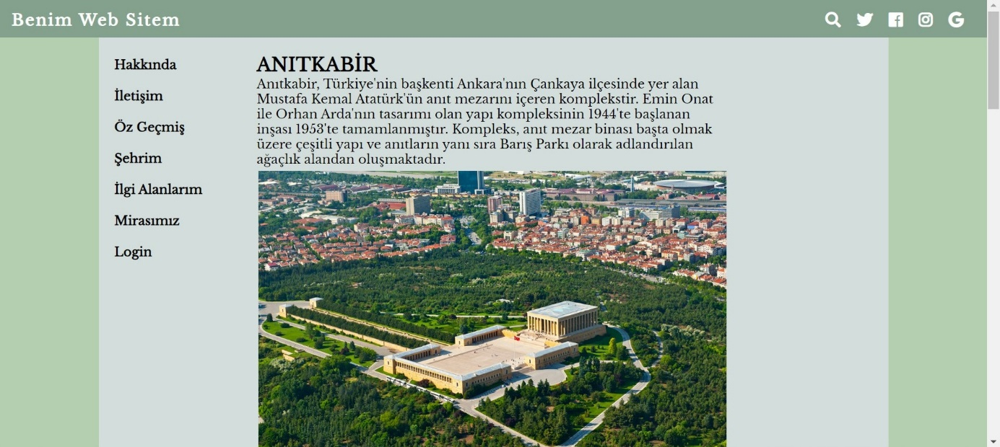 Benim Web Sitem
Hakkında
İletişim
Öz Geçmiş
Şehrim
İlgi Alanlarım
Mirasımız
Login
ANITKABİR
Anıtkabir, Türkiye'nin başkenti Ankara'nın Çankaya ilçesinde yer alan
Mustafa Kemal Atatürk'ün anıt mezarını içeren komplekstir. Emin Onat
ile Orhan Arda'nın tasarımı olan yapı kompleksinin 1944'te başlanan
inşası 1953'te tamamlanmıştır. Kompleks, anıt mezar binası başta olmak
üzere çeşitli yapı ve anıtların yanı sıra Barış Parkı olarak adlandırılan
ağaçlık alandan oluşmaktadır.